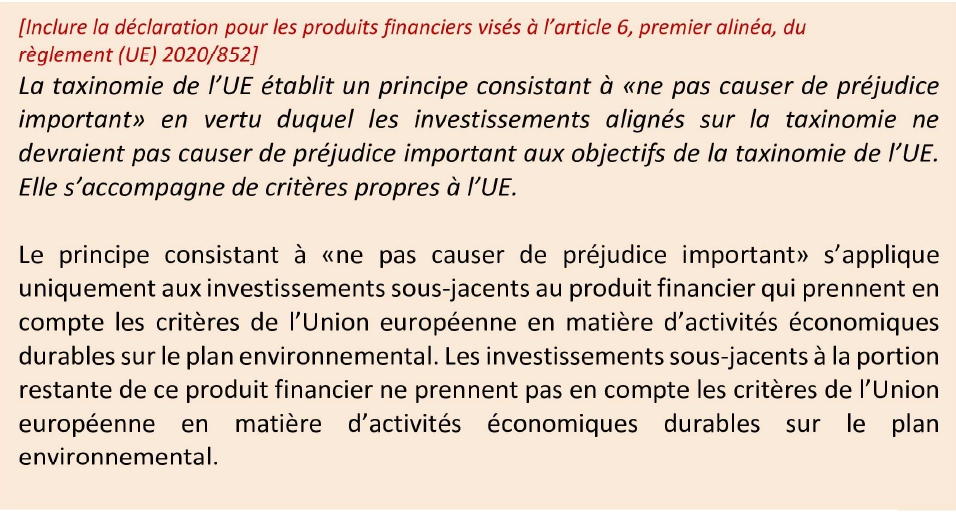 [Inclure la déclaration pour les produits financiers visés à l’article 6, premier alinéa, du
règlement (UE) 2020/852]
La taxinomie de l’UE établit un principe consistant à «ne pas causer de préjudice
important» en vertu duquel les investissements alignés sur la taxinomie ne
devraient pas causer de préjudice important aux objectifs de la taxinomie de l’UE.
Elle s’accompagne de critères propres à l’UE.
Le principe consistant à «ne pas causer de préjudice important» s’applique
uniquement aux investissements sous-jacents au produit financier qui prennent en
compte les critères de l’Union européenne en matière d’activités économiques
durables sur le plan environnemental. Les investissements sous-jacents à la portion
restante de ce produit financier ne prennent pas en compte les critères de l’Union
européenne en matière d’activités économiques durables sur le plan
environnemental.